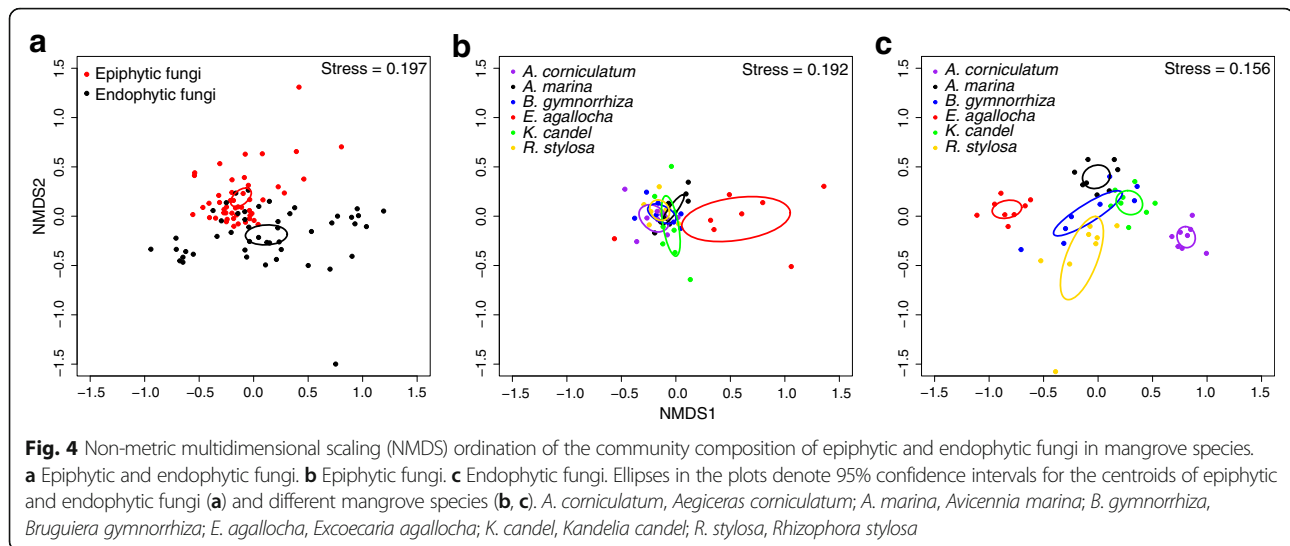 a
Epiphytic fungi
Endophytic fungi
Stress = 0.197
NMDS2
1.5
1.0
0.5
0.0
−0.5
−1.0
−1.5
−1.0 −0.5 0.0 0.5 1.0 1.5
b
A. corniculatum
A. marina
B. gymnorrhiza
E. agallocha
K. candel
R. stylosa
Stress = 0.192
1.5
1.0
0.5
0.0
−0.5
−1.0
−1.5
−1.5 −1.0 −0.5 0.0 0.5 1.0 1.5
NMDS1
c
A. corniculatum
A. marina
B. gymnorrhiza
E. agallocha
K. candel
R. stylosa
Stress = 0.156
1.5
1.0
0.5
0.0
−0.5
−1.0
−1.5
−1.5 −1.0 −0.5 0.0 0.5 1.0 1.5
Fig. 4 Non-metric multidimensional scaling (NMDS) ordination of the community composition of epiphytic and endophytic fungi in mangrove species.
a Epiphytic and endophytic fungi. b Epiphytic fungi. c Endophytic fungi. Ellipses in the plots denote 95% confidence intervals for the centroids of epiphytic
and endophytic fungi (a) and different mangrove species (b, c). A. corniculatum, Aegiceras corniculatum; A. marina, Avicennia marina; B. gymnorrhiza,
Bruguiera gymnorrhiza; E. agallocha, Excoecaria agallocha; K. candel, Kandelia candel; R. stylosa, Rhizophora stylosa